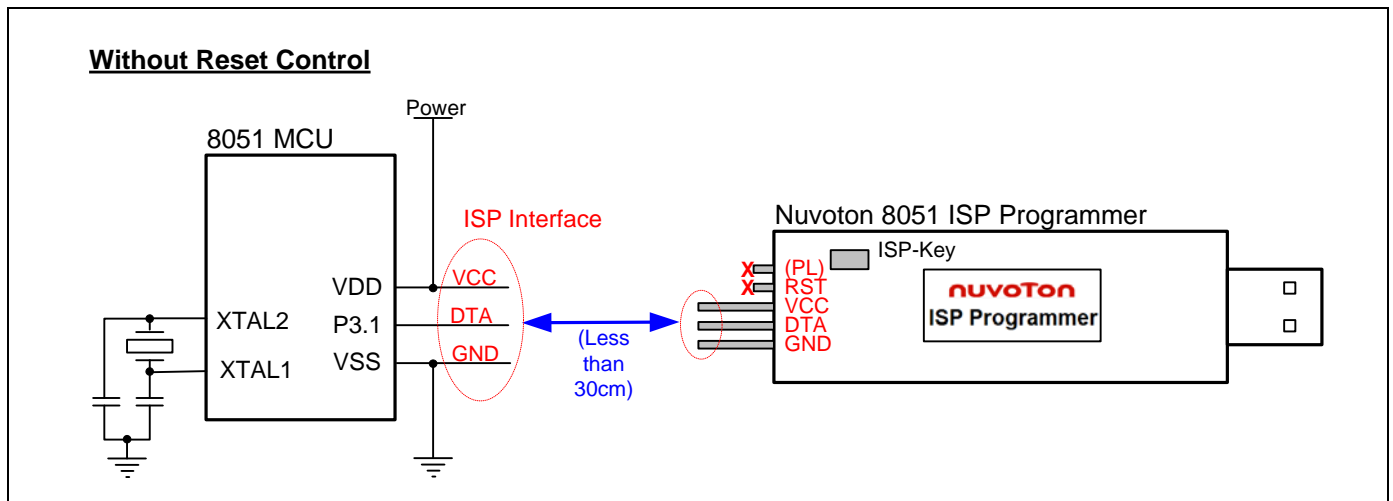 Without Reset Control
Power
8051 MCU
ISP Interface
Nuvoton 8051 ISP Programmer
ISP-Key
VDD
VCC
XTAL2
P3.1
DTA
XTAL1
VSS
GND
(Less
than
30cm)
X
(PL)
X
RST
VCC
DTA
GND
nuvoTon
ISP Programmer